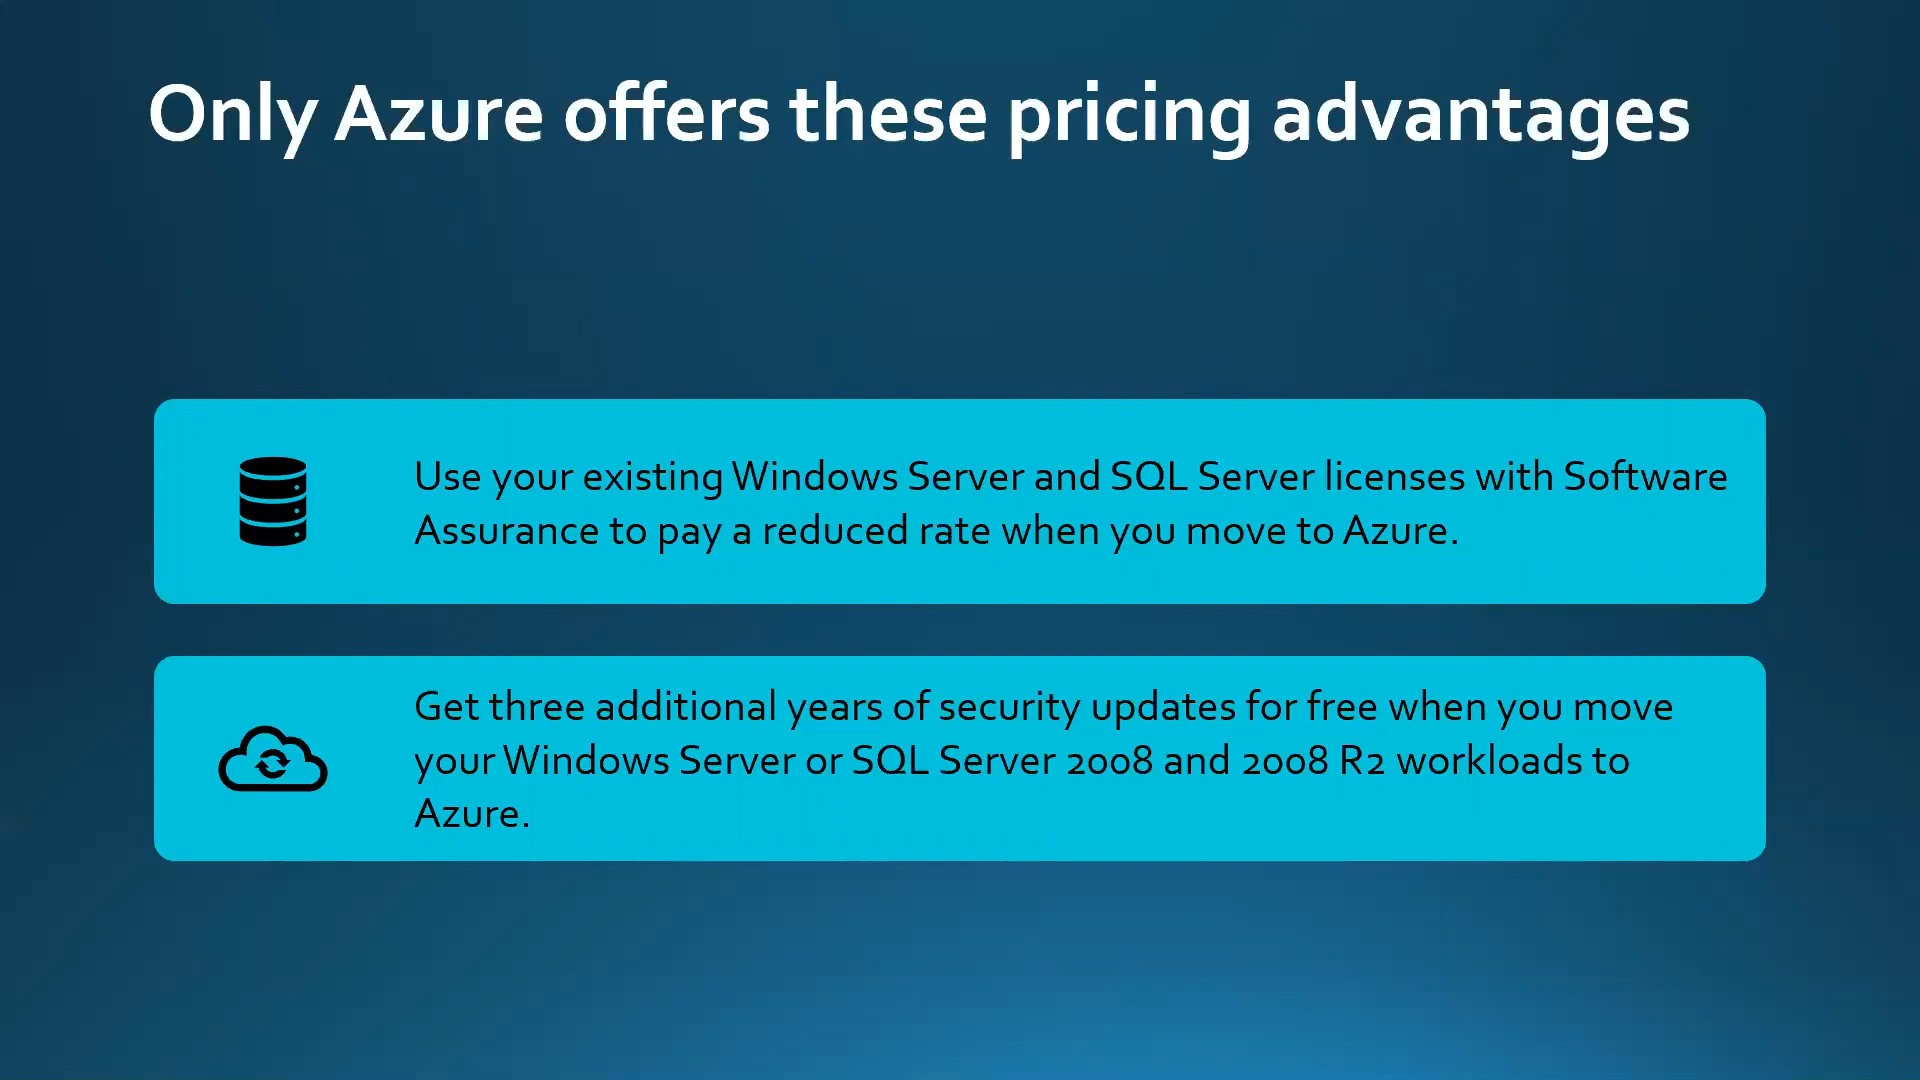 Only Azure offers these pricing advantages
Use your existing Windows Server and SQL Server licenses with Software
Assurance to pay a reduced rate when you move to Azure.
Get three additional years of security updates for free when you move
your Windows Server or SQL Server 2008 and 2008 R2 workloads to
Azure.